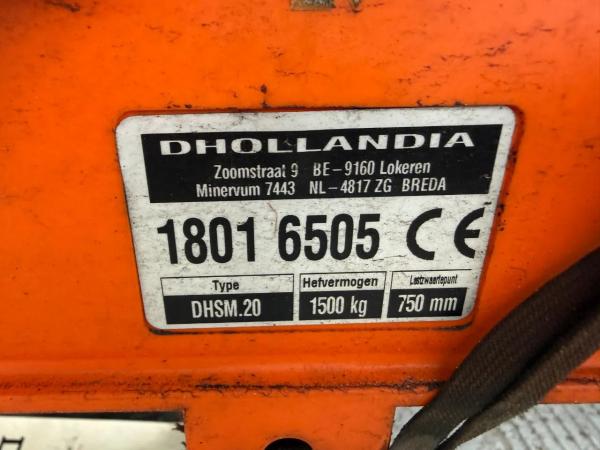 DHOLLANDIA
Zoomstraat 9 BE-9160 Lokeren
Minervum 7443 NL-4817 ZG BREDA
1801 6505 CE
Type Hefvermogen Lastzwaartepunt
DHSM.20 1500 kg 750 mm